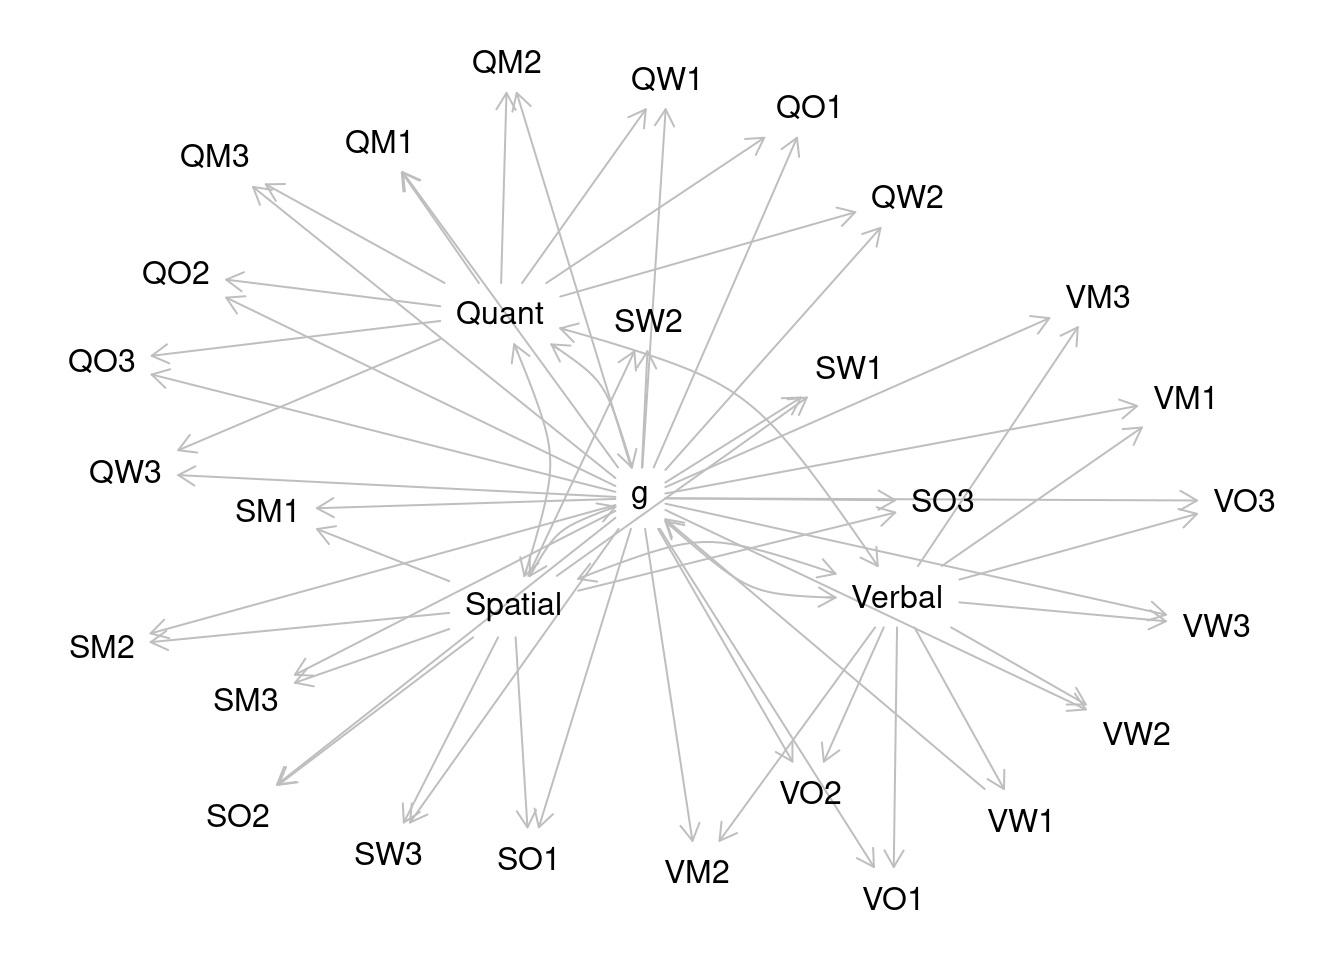 QM2
QW1
QO1
QM1
QM3
QW2
QO2
VM3
Quant
SW2
QO3
SW1
VM1
QW3
g
SM1
SO3
VO3
Spatial
Verbal
VW3
SM2
SM3
VW2
VO2
SO2
VW1
SW3
SO1
VM2
VO1